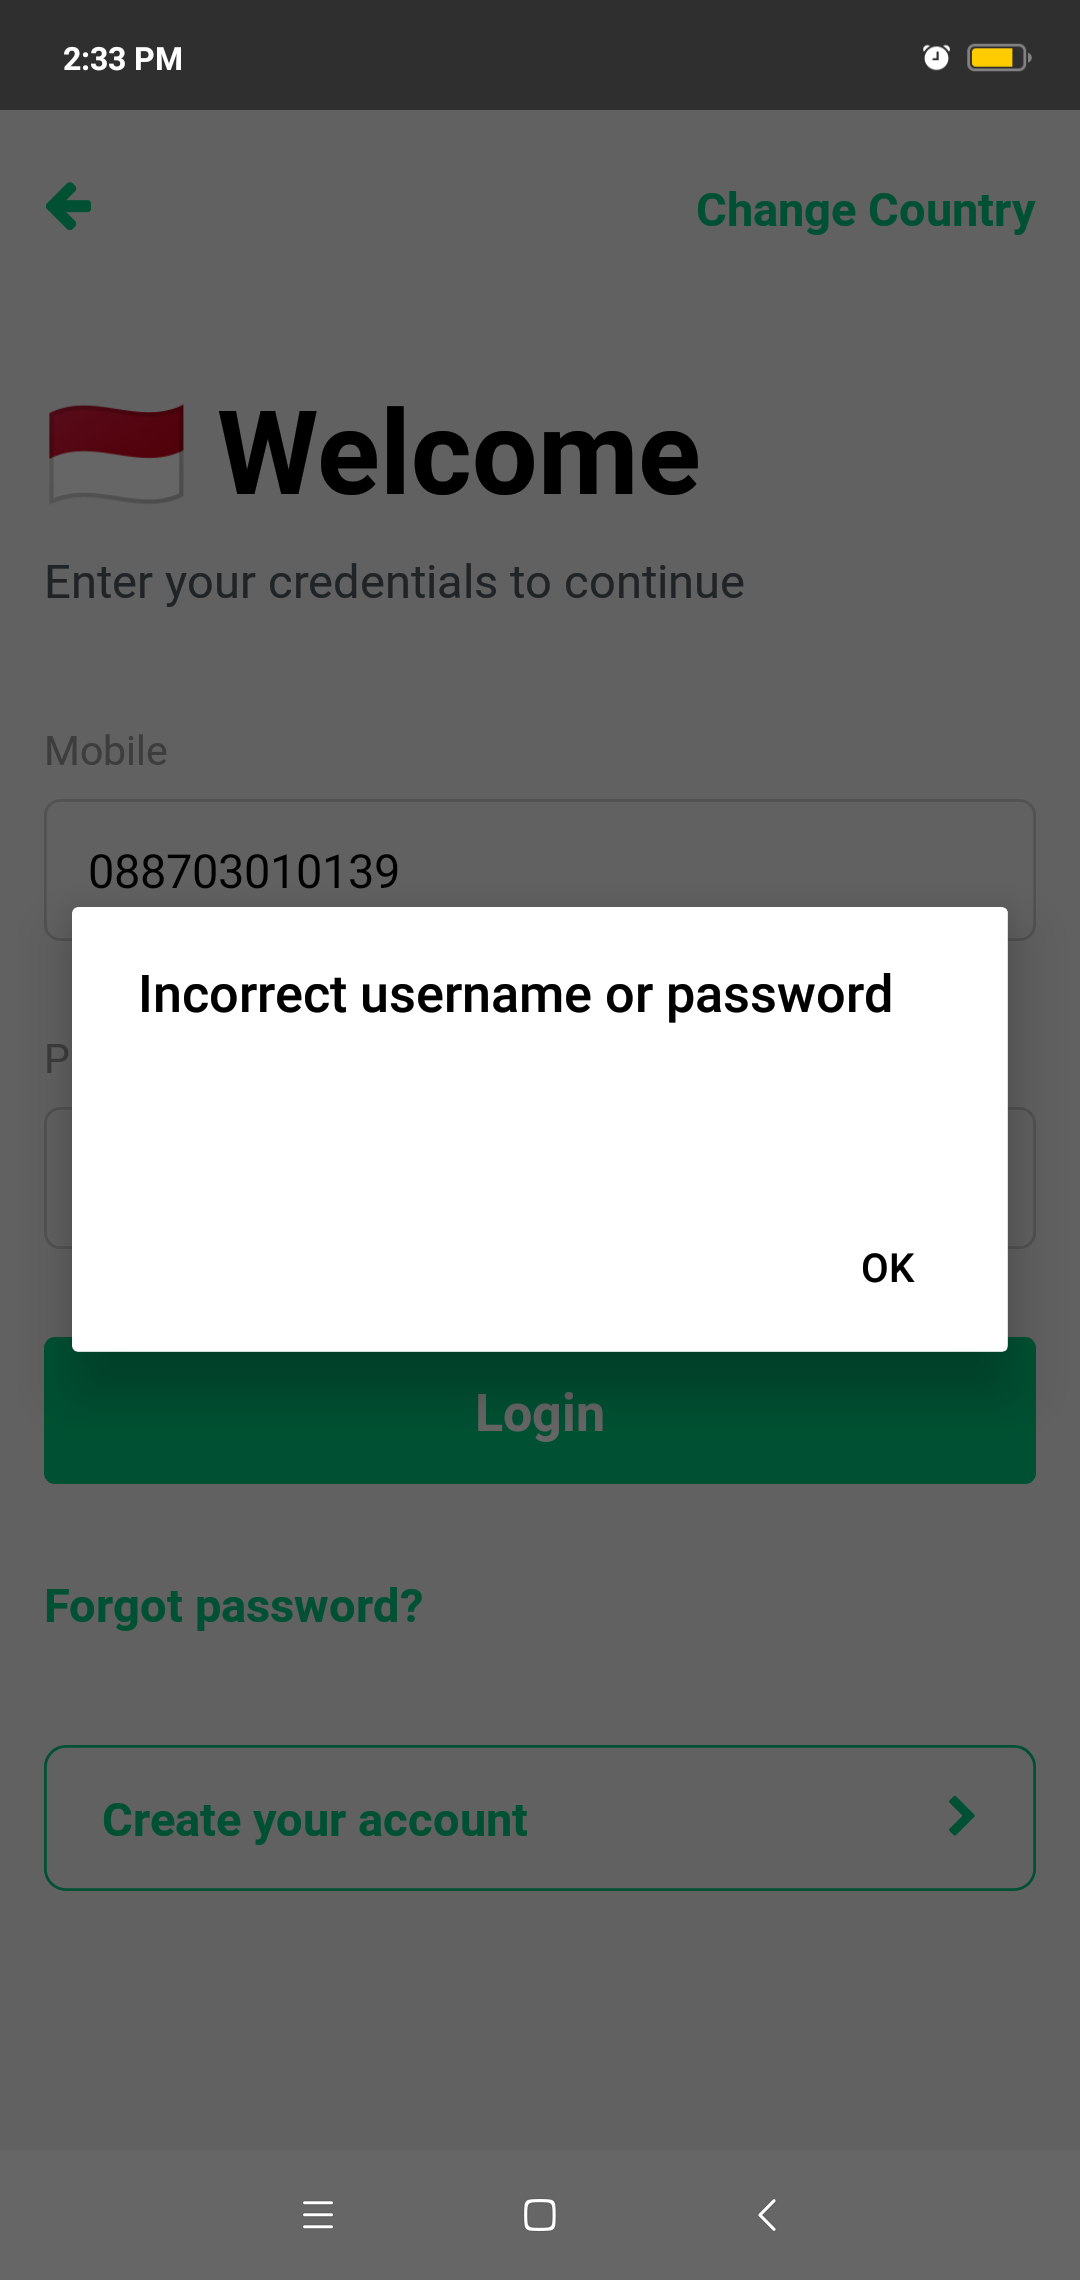 2:33 PM
Change Country
Welcome
Enter your credentials to continue
Mobile
088703010139
Incorrect username or password
P
OK
Login
Forgot password?
Create your account